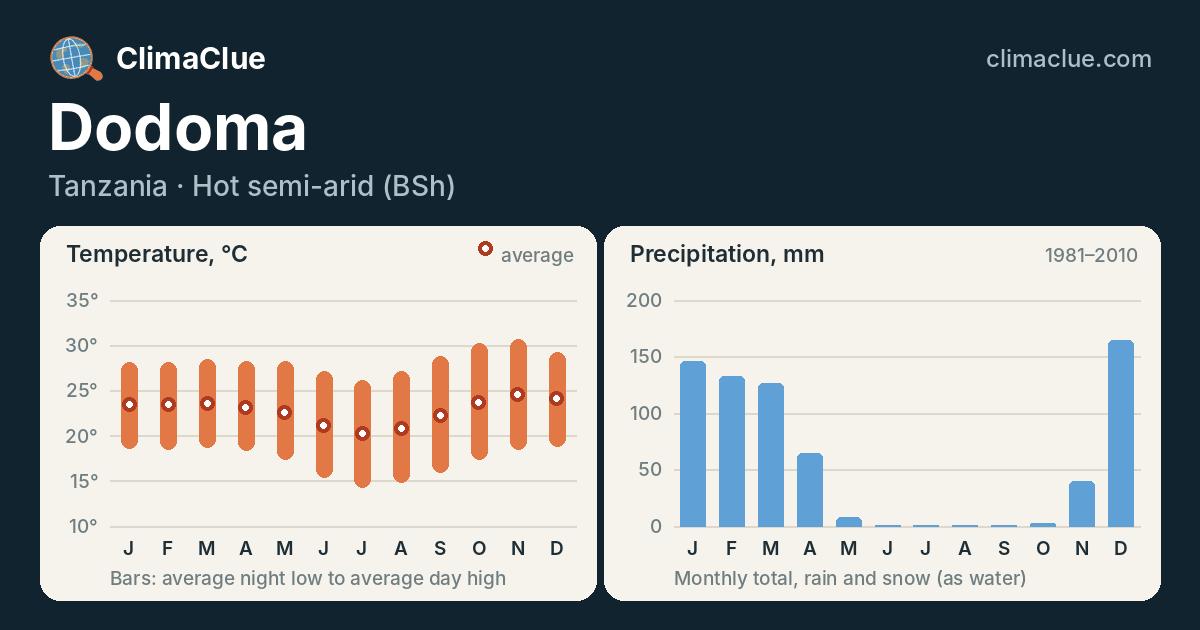 ClimaClue
climaclue.com
Dodoma
Tanzania · Hot semi-arid (BSh)
Temperature, °C
average
35°
30°
25°
20°
15°
10°
J F M A M J J A S O N D
Bars: average night low to average day high
Precipitation, mm
1981–2010
200
150
100
50
0
J F M A M J J A S O N D
Monthly total, rain and snow (as water)